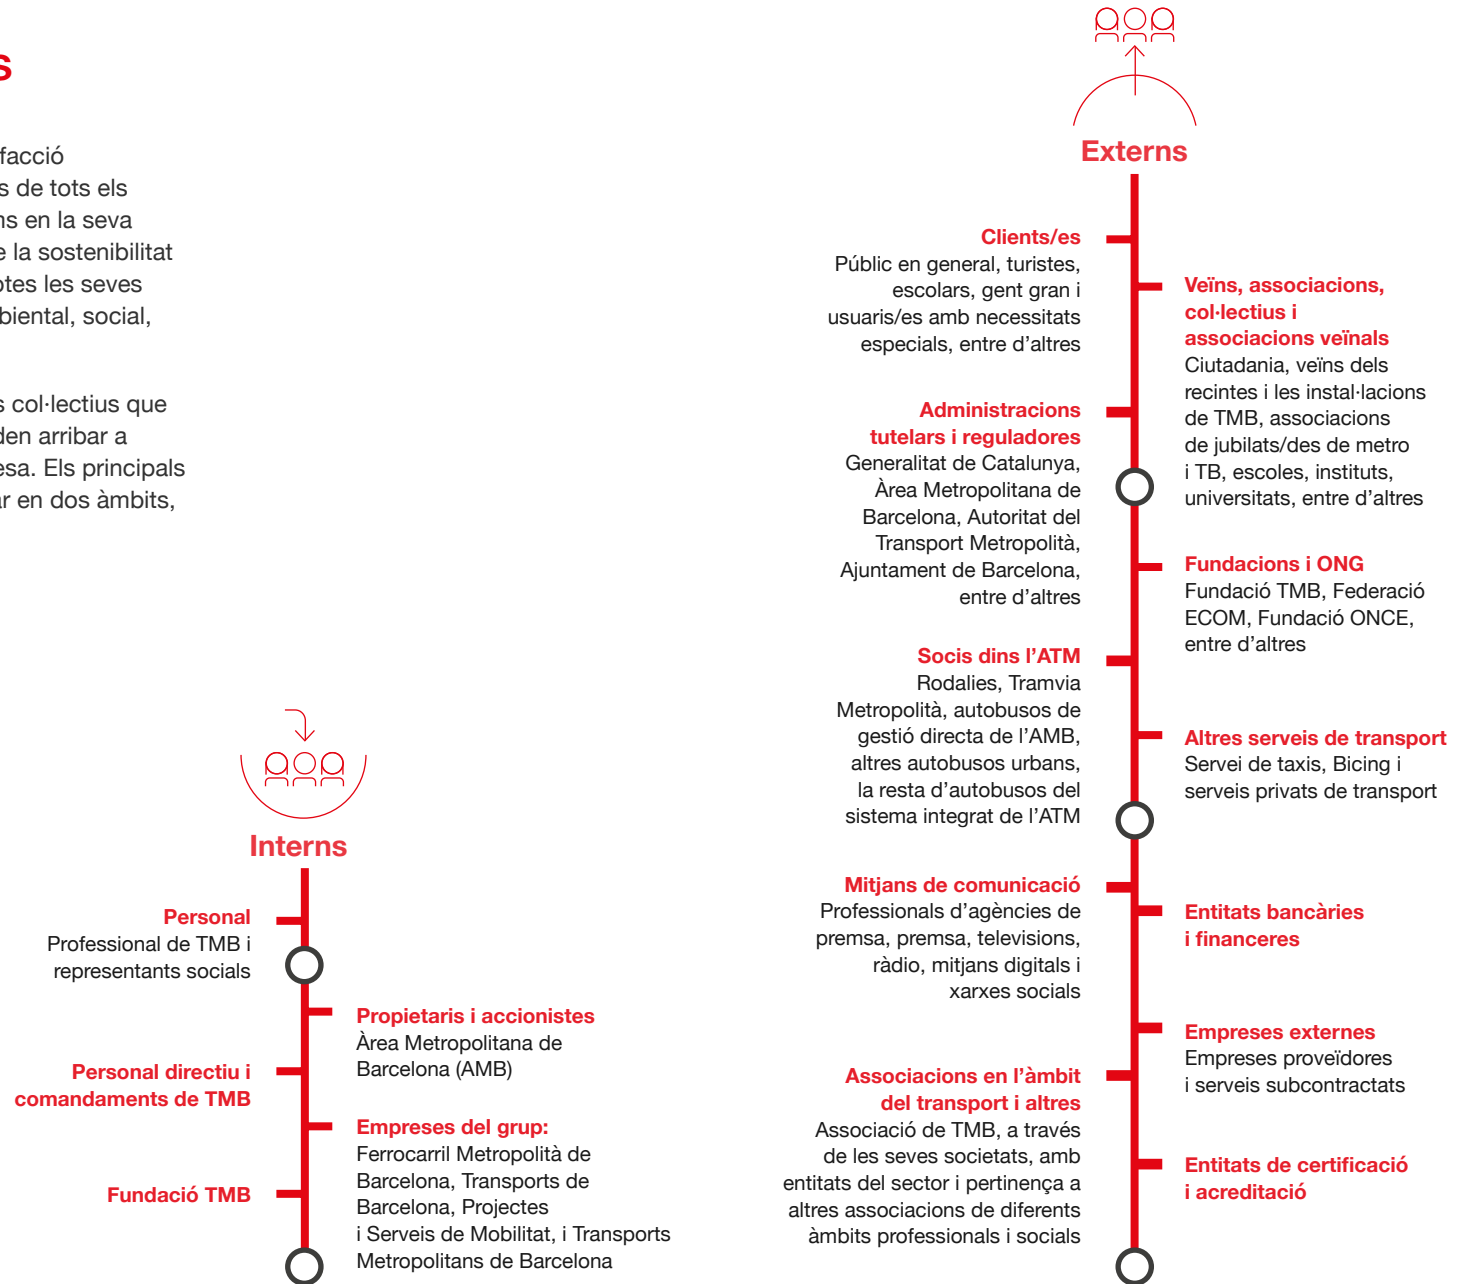 s
facció
s de tots els
ns en la seva
e la sostenibilitat
otes les seves
biental, social,
s col·lectius que
den arribar a
esa. Els principals
ar en dos àmbits,
Interns
Personal
Professional de TMB i
representants socials
Propietaris i accionistes
Àrea Metropolitana de
Barcelona (AMB)
Personal directiu i
comandaments de TMB
Empreses del grup:
Ferrocarril Metropolità de
Barcelona, Transports de
Barcelona, Projectes
i Serveis de Mobilitat, i Transports
Metropolitans de Barcelona
Fundació TMB
Externs
Clients/es
Públic en general, turistes,
escolars, gent gran i
usuaris/es amb necessitats
especials, entre d’altres
Veïns, associacions,
col·lectius i
associacions veïnals
Ciutadania, veïns dels
recintes i les instal·lacions
de TMB, associacions
de jubilats/des de metro
i TB, escoles, instituts,
universitats, entre d’altres
Administracions
tutelars i reguladores
Generalitat de Catalunya,
Àrea Metropolitana de
Barcelona, Autoritat del
Transport Metropolità,
Ajuntament de Barcelona,
entre d’altres
Fundacions i ONG
Fundació TMB, Federació
ECOM, Fundació ONCE,
entre d’altres
Socis dins l’ATM
Rodalies, Tramvia
Metropolità, autobusos de
gestió directa de l’AMB,
altres autobusos urbans,
la resta d’autobusos del
sistema integrat de l’ATM
Altres serveis de transport
Servei de taxis, Bicing i
serveis privats de transport
Mitjans de comunicació
Professionals d’agències de
premsa, premsa, televisions,
ràdio, mitjans digitals i
xarxes socials
Entitats bancàries
i financeres
Empreses externes
Empreses proveïdores
i serveis subcontractats
Associacions en l’àmbit
del transport i altres
Associació de TMB, a través
de les seves societats, amb
entitats del sector i pertinença a
altres associacions de diferents
àmbits professionals i socials
Entitats de certificació
i acreditació